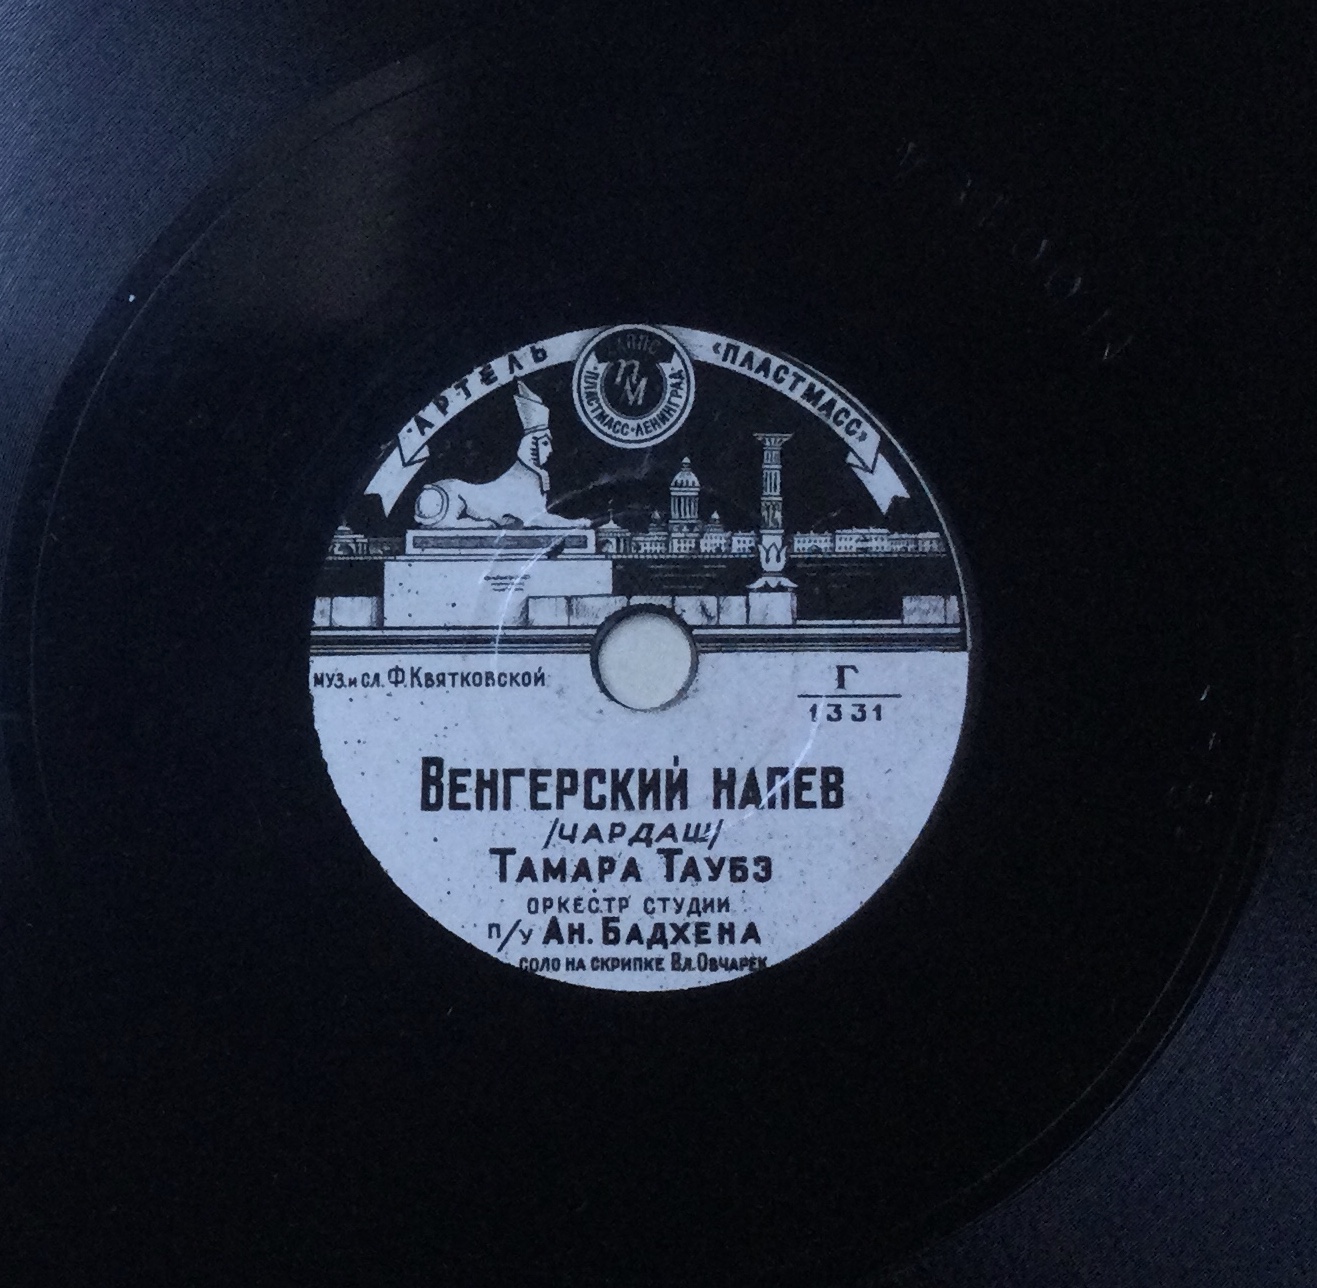 АРТЕЛЬ
«ПЛАСТМАСС»
ПМ
ПЛАСТМАСС•ЛЕНИНГРАД
МУЗ. и СЛ. Ф. КВЯТКОВСКОЙ
Г
1331
ВЕНГЕРСКИЙ НАПЕВ
/ЧАРДАШ/
ТАМАРА ТАУБЭ
ОРКЕСТР СТУДИИ
п/у АН. БАДХЕНА
СОЛО НА СКРИПКЕ ВЛ. ОВЧАРЕК